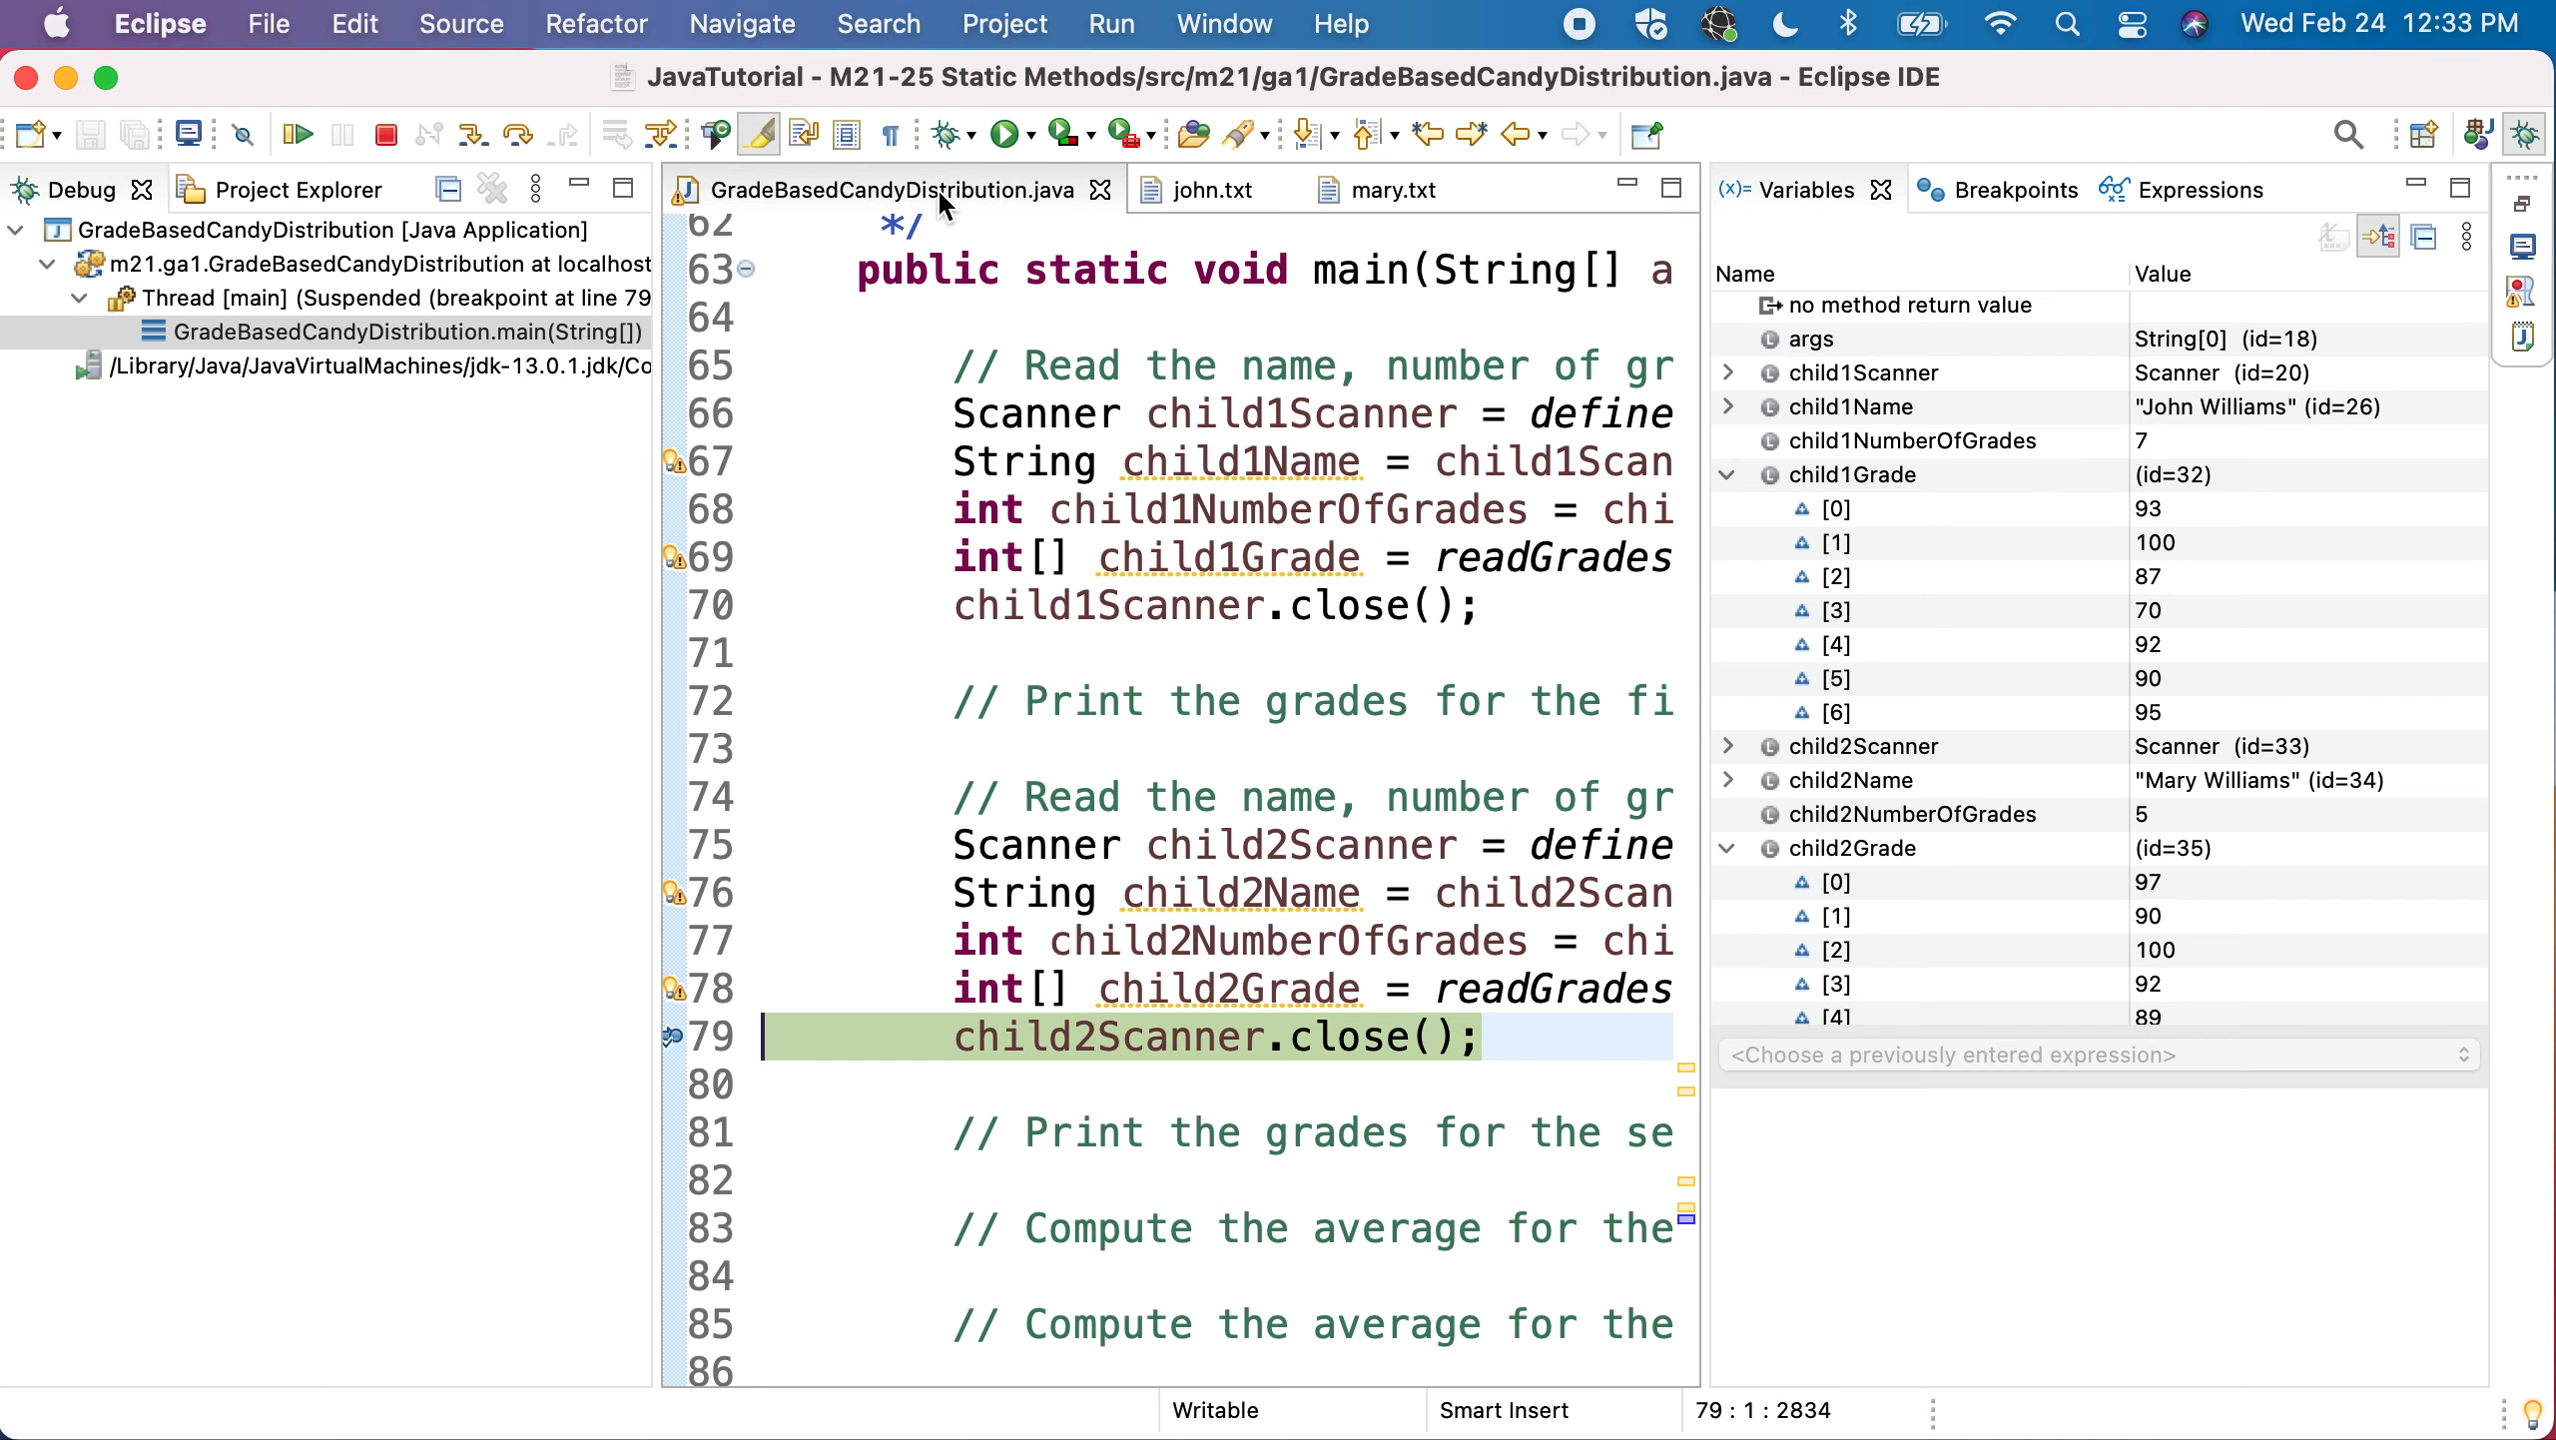 Eclipse File Edit Source Refactor Navigate Search Project Run Window Help Wed Feb 24 12:33 PM
JavaTutorial - M21-25 Static Methods/src/m21/ga1/GradeBasedCandyDistribution.java - Eclipse IDE
Debug Project Explorer
GradeBasedCandyDistribution [Java Application]
m21.ga1.GradeBasedCandyDistribution at localhost
Thread [main] (Suspended (breakpoint at line 79
GradeBasedCandyDistribution.main(String[])
/Library/Java/JavaVirtualMachines/jdk-13.0.1.jdk/Co
GradeBasedCandyDistribution.java john.txt mary.txt
62 */
63 public static void main(String[] a
64
65 // Read the name, number of gr
66 Scanner child1Scanner = define
67 String child1Name = child1Scan
68 int child1NumberOfGrades = chi
69 int[] child1Grade = readGrades
70 child1Scanner.close();
71
72 // Print the grades for the fi
73
74 // Read the name, number of gr
75 Scanner child2Scanner = define
76 String child2Name = child2Scan
77 int child2NumberOfGrades = chi
78 int[] child2Grade = readGrades
79 child2Scanner.close();
80
81 // Print the grades for the se
82
83 // Compute the average for the
84
85 // Compute the average for the
86
(x)= Variables Breakpoints Expressions
Name Value
no method return value
args String[0] (id=18)
child1Scanner Scanner (id=20)
child1Name "John Williams" (id=26)
child1NumberOfGrades 7
child1Grade (id=32)
[0] 93
[1] 100
[2] 87
[3] 70
[4] 92
[5] 90
[6] 95
child2Scanner Scanner (id=33)
child2Name "Mary Williams" (id=34)
child2NumberOfGrades 5
child2Grade (id=35)
[0] 97
[1] 90
[2] 100
[3] 92
[4] 89
<Choose a previously entered expression>
Writable Smart Insert 79 : 1 : 2834